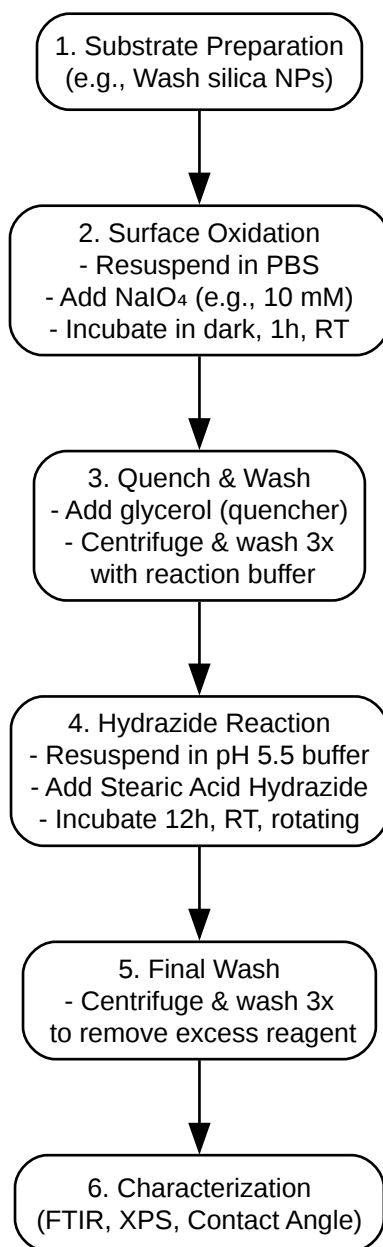 1. Substrate Preparation
(e.g., Wash silica NPs)
2. Surface Oxidation
- Resuspend in PBS
- Add NaIO₄ (e.g., 10 mM)
- Incubate in dark, 1h, RT
3. Quench & Wash
- Add glycerol (quencher)
- Centrifuge & wash 3x
with reaction buffer
4. Hydrazide Reaction
- Resuspend in pH 5.5 buffer
- Add Stearic Acid Hydrazide
- Incubate 12h, RT, rotating
5. Final Wash
- Centrifuge & wash 3x
to remove excess reagent
6. Characterization
(FTIR, XPS, Contact Angle)